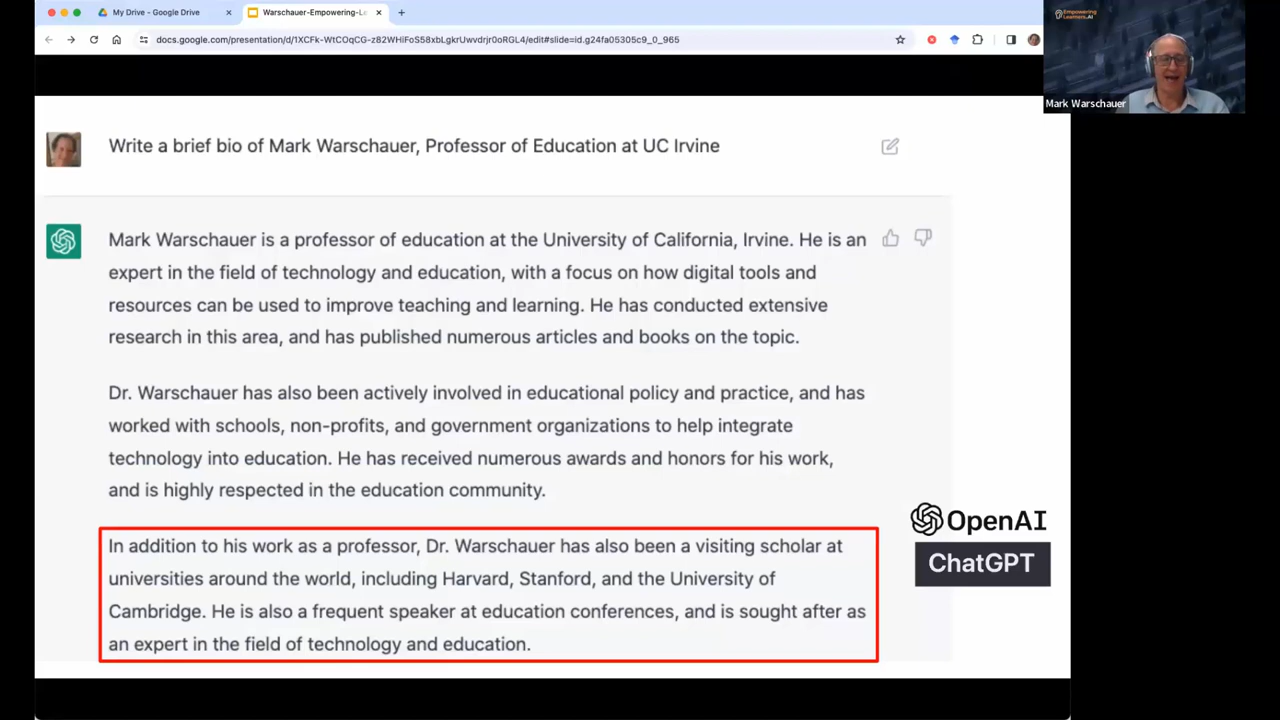 My Drive - Google Drive
Warschauer-Empowering-Le
docs.google.com/presentation/d/1XCFk-WtCOqCG-z82WHiFoS58xbLgkrUwvdrjr0oRGL4/edit#slide=id.g24fa05305c9_0_965
Empowering
Learners.AI
Mark Warschauer
Write a brief bio of Mark Warschauer, Professor of Education at UC Irvine
Mark Warschauer is a professor of education at the University of California, Irvine. He is an
expert in the field of technology and education, with a focus on how digital tools and
resources can be used to improve teaching and learning. He has conducted extensive
research in this area, and has published numerous articles and books on the topic.
Dr. Warschauer has also been actively involved in educational policy and practice, and has
worked with schools, non-profits, and government organizations to help integrate
technology into education. He has received numerous awards and honors for his work,
and is highly respected in the education community.
In addition to his work as a professor, Dr. Warschauer has also been a visiting scholar at
universities around the world, including Harvard, Stanford, and the University of
Cambridge. He is also a frequent speaker at education conferences, and is sought after as
an expert in the field of technology and education.
OpenAI
ChatGPT